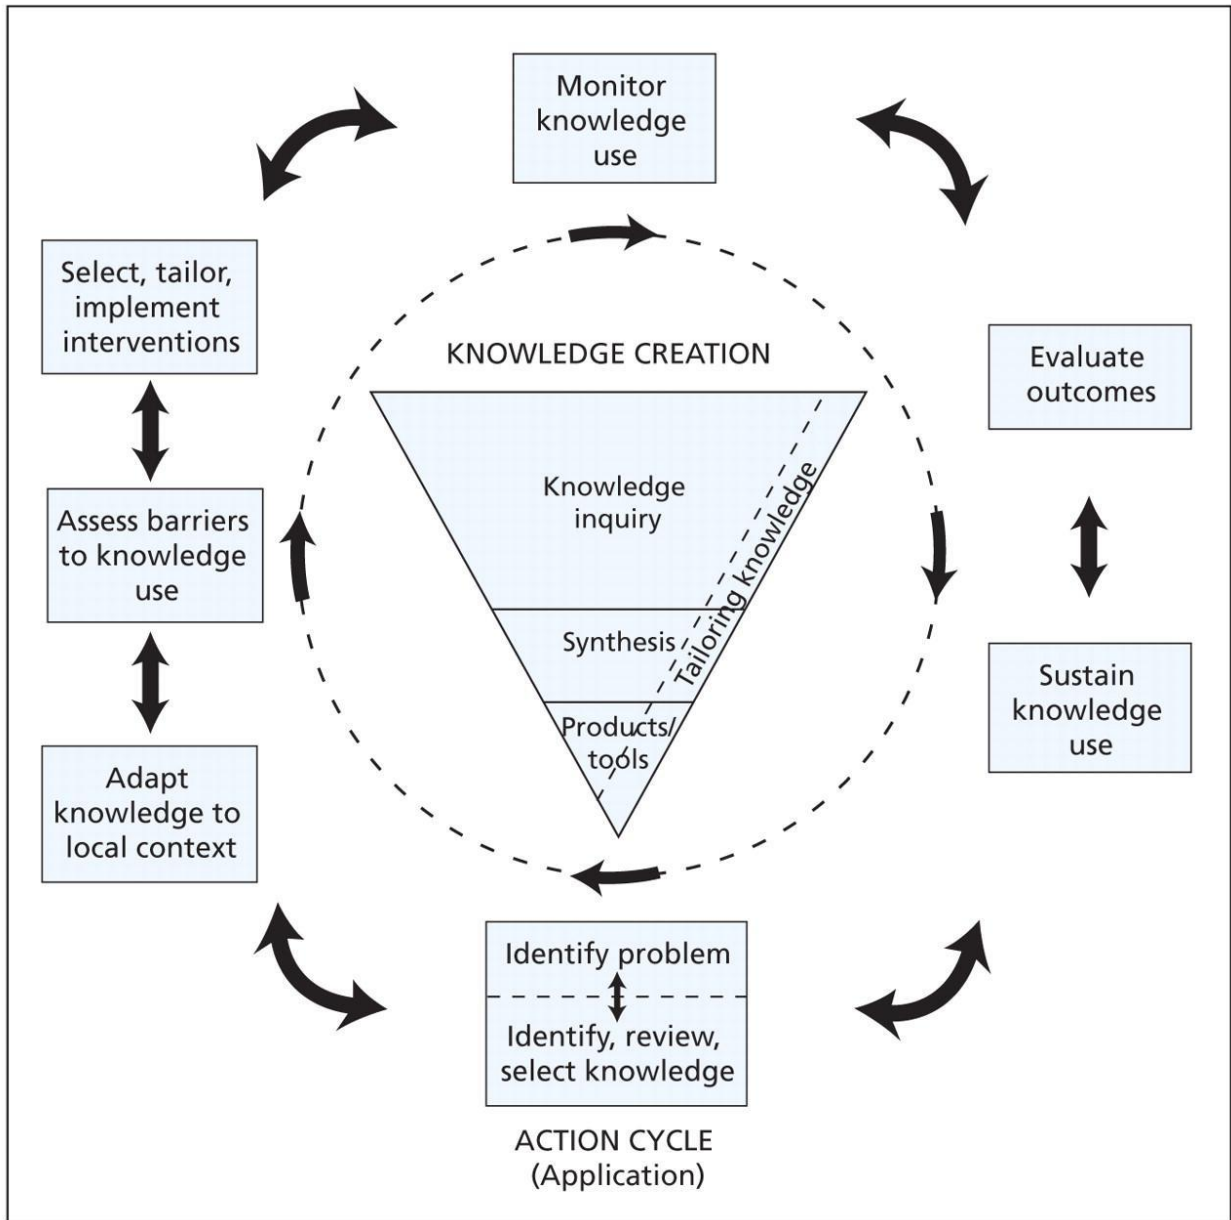 Monitor
knowledge
use
Select, tailor,
implement
interventions
KNOWLEDGE CREATION
Evaluate
outcomes
Knowledge
inquiry
Tailoring knowledge
Assess barriers
to knowledge
use
Synthesis
Sustain
knowledge
use
Products/
tools
Adapt
knowledge to
local context
Identify problem
Identify, review,
select knowledge
ACTION CYCLE
(Application)